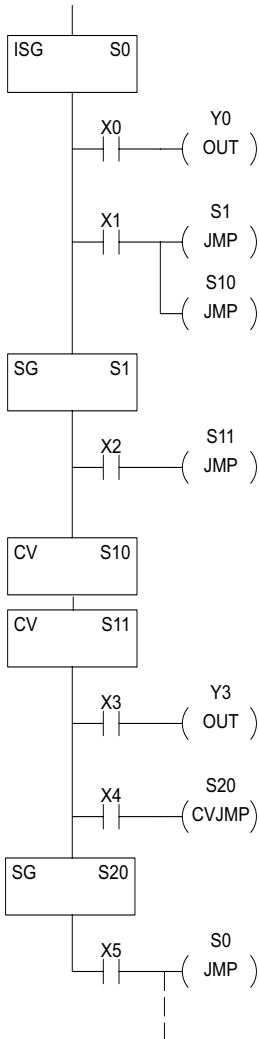 ISG S0
Y0
X0
OUT
S1
X1
JMP
S10
JMP
SG S1
X2
S11
JMP
CV S10
CV S11
Y3
X3
OUT
S20
X4
CVJMP
SG S20
S0
X5
JMP